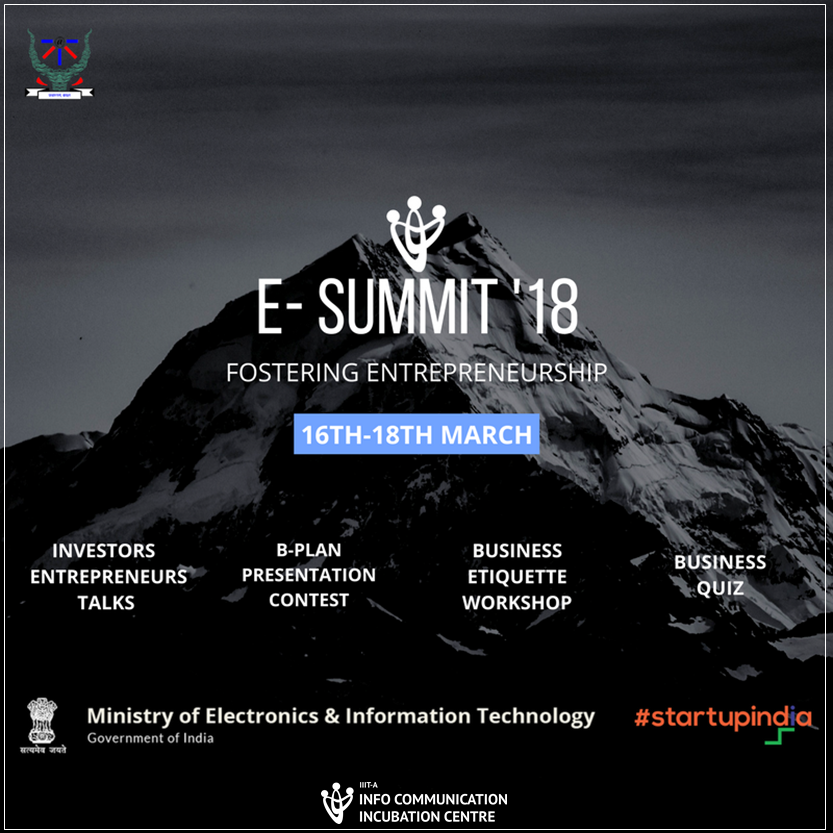 E- SUMMIT '18
FOSTERING ENTREPRENEURSHIP
16TH-18TH MARCH
INVESTORS
ENTREPRENEURS
TALKS
B-PLAN
PRESENTATION
CONTEST
BUSINESS
ETIQUETTE
WORKSHOP
BUSINESS
QUIZ
सत्यमेव जयते
Ministry of Electronics & Information Technology
Government of India
#startupindia
IIIT-A
INFO COMMUNICATION
INCUBATION CENTRE